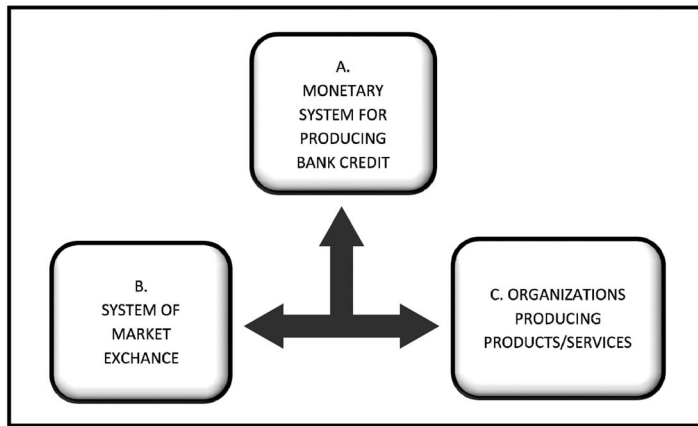 A.
MONETARY
SYSTEM FOR
PRODUCING
BANK CREDIT
B.
SYSTEM OF
MARKET
EXCHANCE
C. ORGANIZATIONS
PRODUCING
PRODUCTS/SERVICES